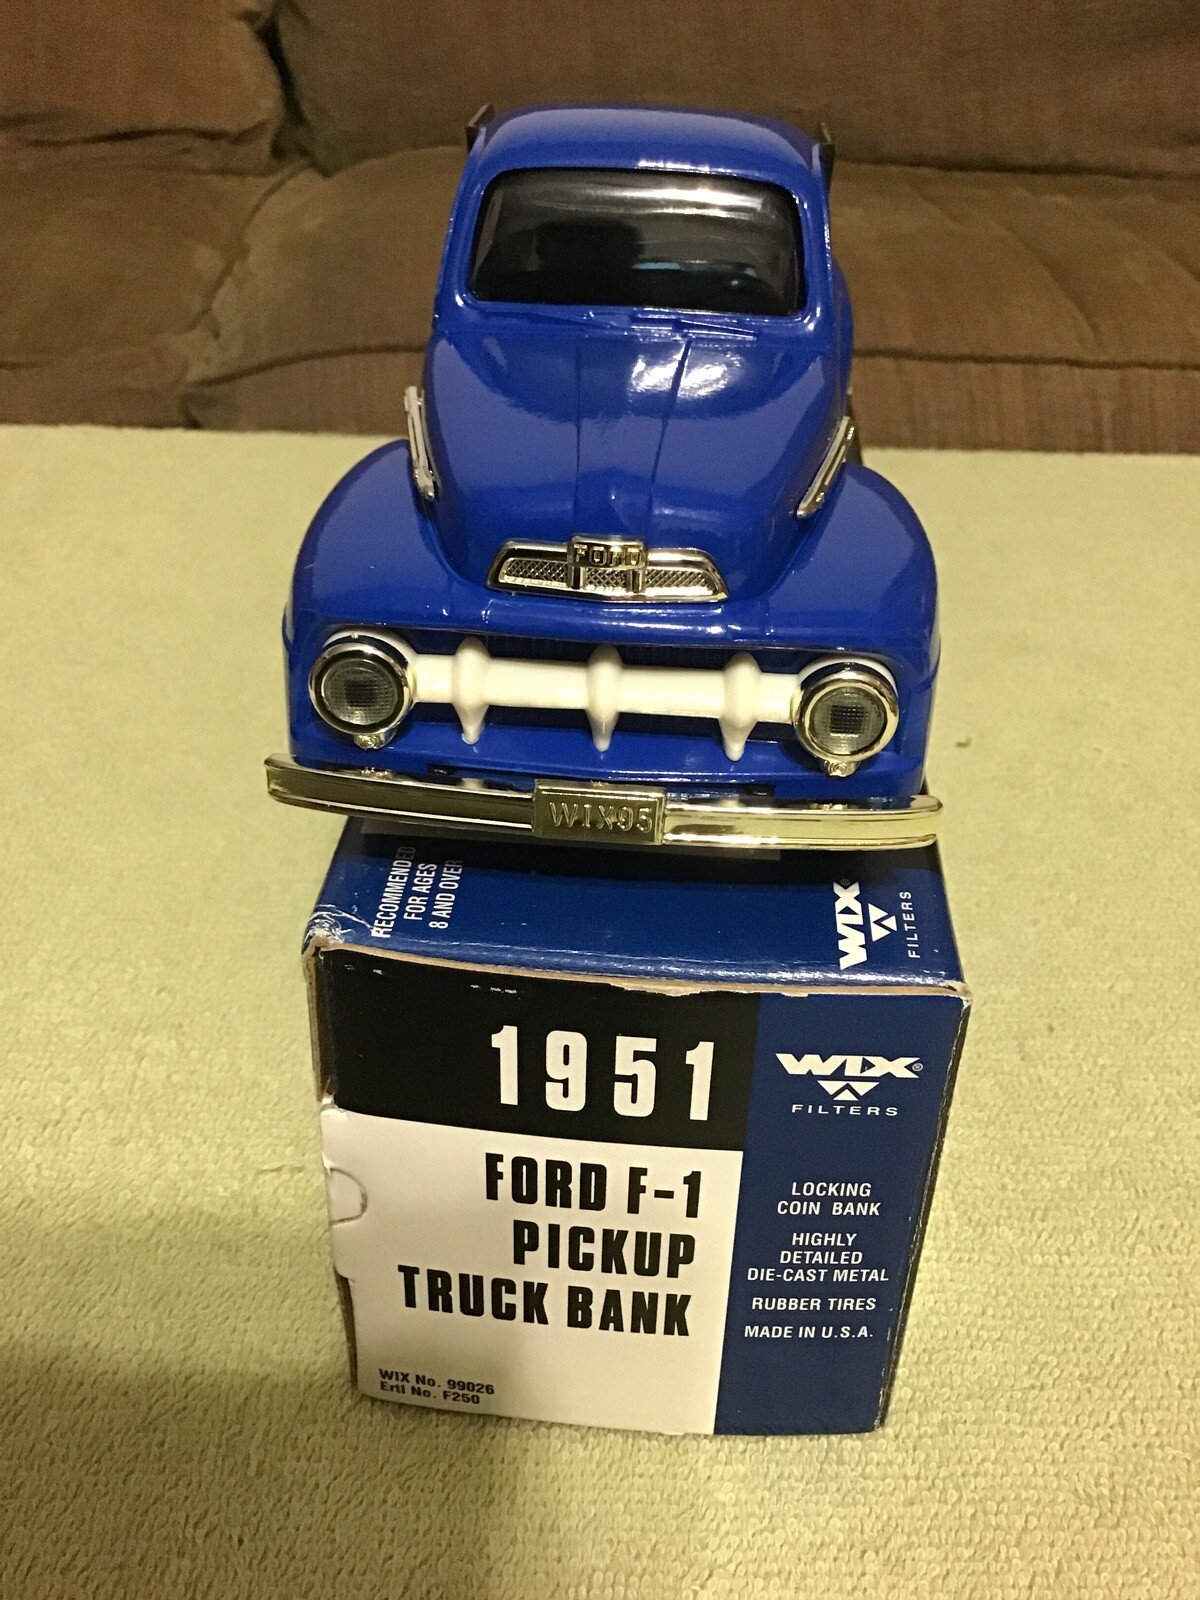 FORD
WIX95
RECOMMENDED
FOR AGES
8 AND OVER
WIX®
FILTERS
1951
FORD F-1
PICKUP
TRUCK BANK
WIX No. 99026
Ertl No. F250
WIX®
FILTERS
LOCKING
COIN BANK
HIGHLY
DETAILED
DIE-CAST METAL
RUBBER TIRES
MADE IN U.S.A.